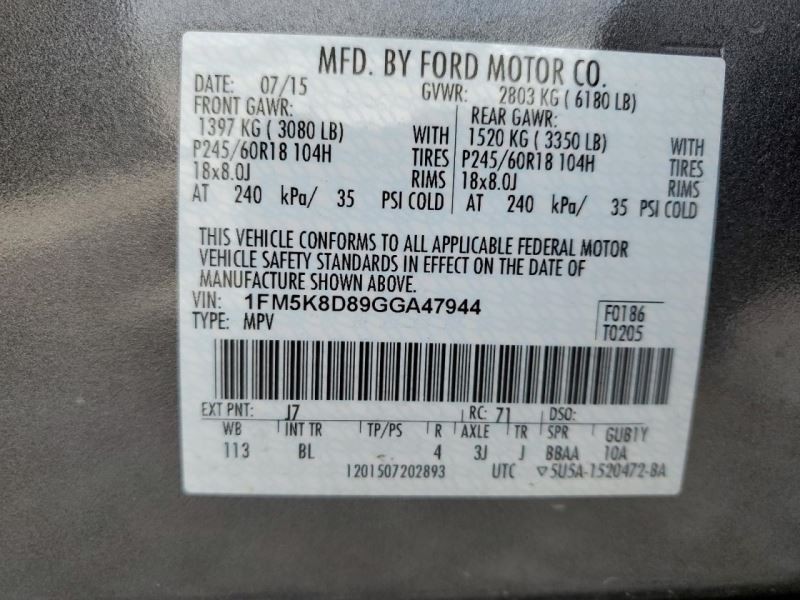 MFD. BY FORD MOTOR CO.
DATE: 07/15 GVWR: 2803 KG ( 6180 LB)
FRONT GAWR: REAR GAWR:
1397 KG ( 3080 LB) WITH 1520 KG ( 3350 LB) WITH
P245/60R18 104H TIRES P245/60R18 104H TIRES
18x8.0J RIMS 18x8.0J RIMS
AT 240 kPa/ 35 PSI COLD AT 240 kPa/ 35 PSI COLD
THIS VEHICLE CONFORMS TO ALL APPLICABLE FEDERAL MOTOR
VEHICLE SAFETY STANDARDS IN EFFECT ON THE DATE OF
MANUFACTURE SHOWN ABOVE.
VIN: 1FM5K8D89GGA47944 F0186
TYPE: MPV T0205
EXT PNT: J7 RC: 71 DSO:
WB INT TR TP/PS R AXLE TR SPR GUB1Y
113 BL 4 3J J BBAA 10A
1201507202893 UTC ▽5U5A-1520472-BA